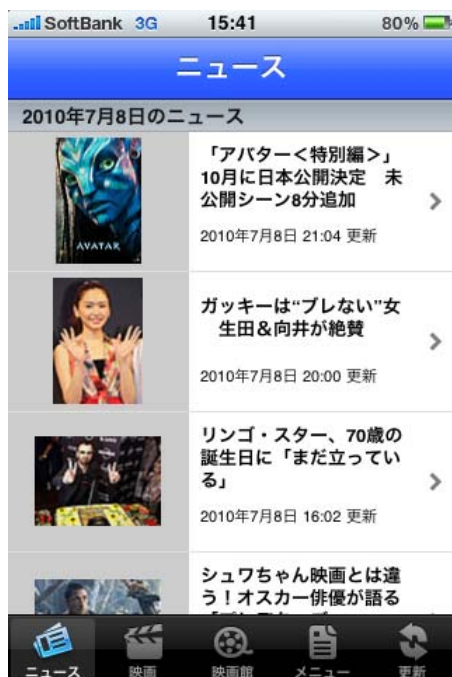 SoftBank 3G 15:41 80%
ニュース
2010年7月8日のニュース
AVATAR
「アバター＜特別編＞」
10月に日本公開決定　未
公開シーン8分追加
2010年7月8日 21:04 更新
ガッキーは“ブレない”女
　生田＆向井が絶賛
2010年7月8日 20:00 更新
リンゴ・スター、70歳の
誕生日に「まだ立ってい
る」
2010年7月8日 16:02 更新
シュワちゃん映画とは違
う！オスカー俳優が語る
ニュース 映画 映画館 メニュー 更新